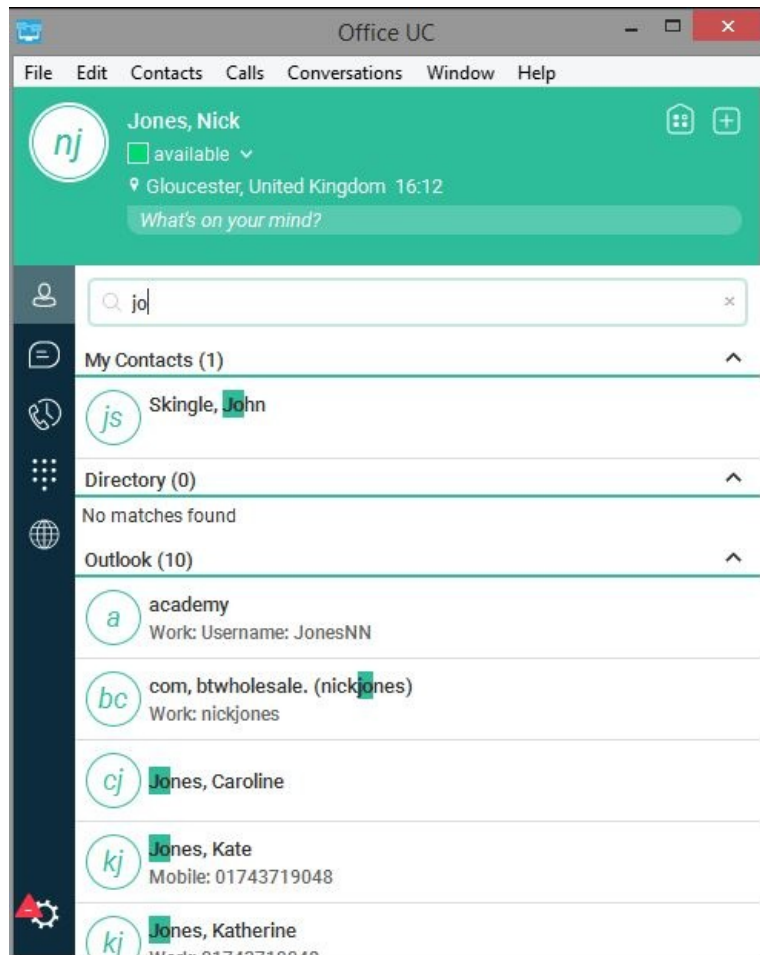 Office UC
File Edit Contacts Calls Conversations Window Help
nj
Jones, Nick
available
Gloucester, United Kingdom 16:12
What's on your mind?
jo
My Contacts (1)
js
Skingle, John
Directory (0)
No matches found
Outlook (10)
a
academy
Work: Username: JonesNN
bc
com, btwholesale. (nickjones)
Work: nickjones
cj
Jones, Caroline
kj
Jones, Kate
Mobile: 01743719048
kj
Jones, Katherine